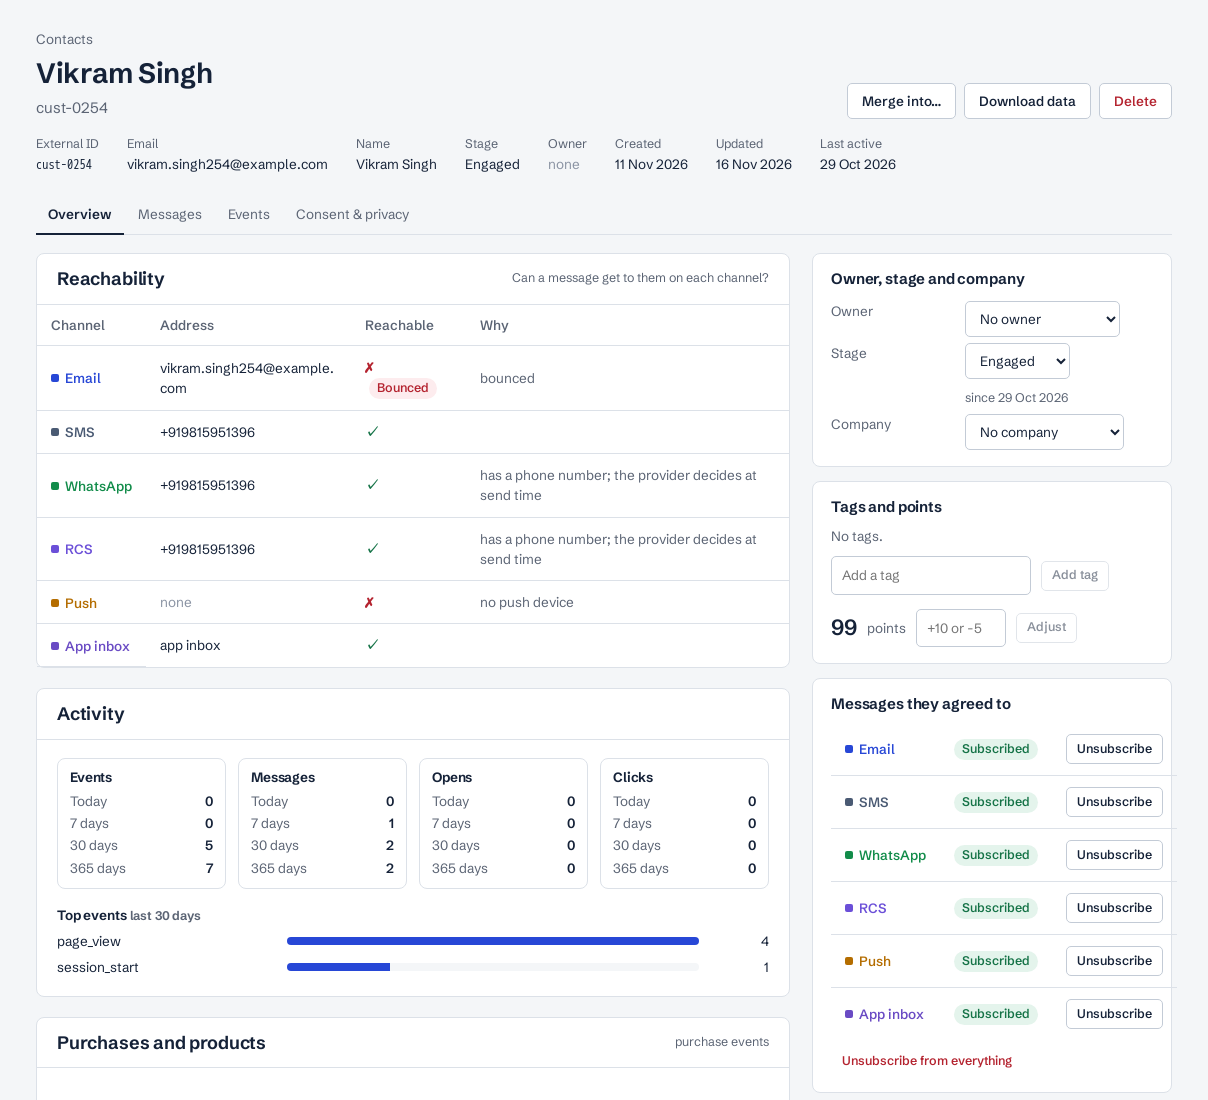 Contacts
Vikram Singh
cust-0254
Merge into...
Download data
Delete
External ID
Email
Name
Stage
Owner
Created
Updated
Last active
cust-0254
vikram.singh254@example.com
Vikram Singh
Engaged
none
11 Nov 2026
16 Nov 2026
29 Oct 2026
Overview
Messages
Events
Consent & privacy
Reachability
Can a message get to them on each channel?
Channel
Address
Reachable
Why
Email
vikram.singh254@example.
com
✗
Bounced
bounced
SMS
+919815951396
✓
WhatsApp
+919815951396
✓
has a phone number; the provider decides at
send time
RCS
+919815951396
✓
has a phone number; the provider decides at
send time
Push
none
✗
no push device
App inbox
app inbox
✓
Activity
Events
Today 0
7 days 0
30 days 5
365 days 7
Messages
Today 0
7 days 1
30 days 2
365 days 2
Opens
Today 0
7 days 0
30 days 0
365 days 0
Clicks
Today 0
7 days 0
30 days 0
365 days 0
Top events last 30 days
page_view 4
session_start 1
Purchases and products
purchase events
Owner, stage and company
Owner
No owner
Stage
Engaged
since 29 Oct 2026
Company
No company
Tags and points
No tags.
Add a tag
Add tag
99 points
+10 or -5
Adjust
Messages they agreed to
Email Subscribed Unsubscribe
SMS Subscribed Unsubscribe
WhatsApp Subscribed Unsubscribe
RCS Subscribed Unsubscribe
Push Subscribed Unsubscribe
App inbox Subscribed Unsubscribe
Unsubscribe from everything